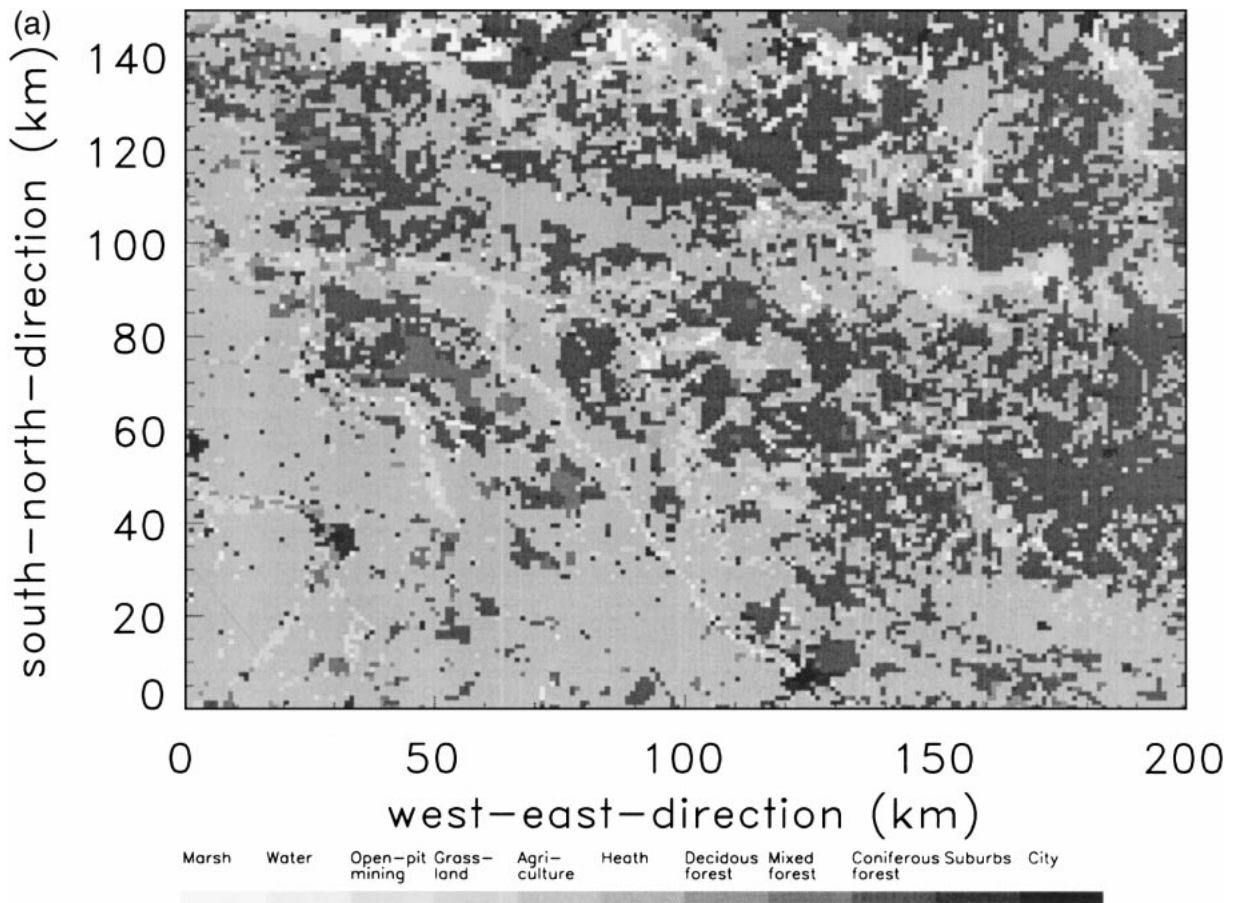 (a)
south-north-direction (km)
140
120
100
80
60
40
20
0
0 50 100 150 200
west-east-direction (km)
Marsh Water Open-pit Grass- Agri- Heath Decidous Mixed Coniferous Suburbs City
mining land culture forest forest forest